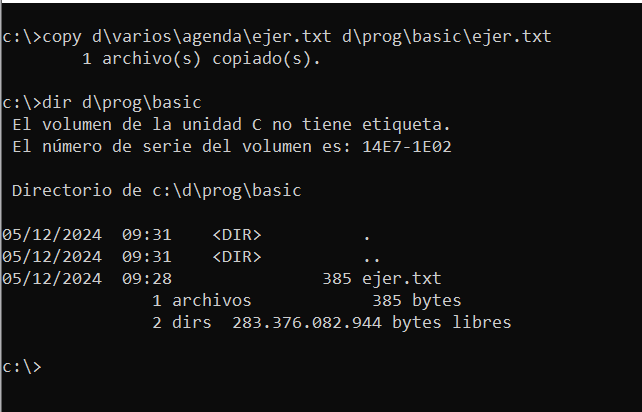 c:\>copy d\varios\agenda\ejer.txt d\prog\basic\ejer.txt
        1 archivo(s) copiado(s).

c:\>dir d\prog\basic
 El volumen de la unidad C no tiene etiqueta.
 El número de serie del volumen es: 14E7-1E02

 Directorio de c:\d\prog\basic

05/12/2024  09:31    <DIR>          .
05/12/2024  09:31    <DIR>          ..
05/12/2024  09:28               385 ejer.txt
               1 archivos            385 bytes
               2 dirs  283.376.082.944 bytes libres

c:\>